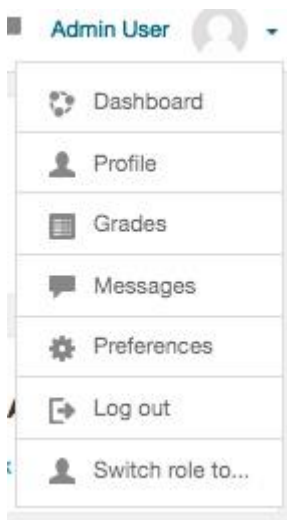 Admin User
Dashboard
Profile
Grades
Messages
Preferences
Log out
Switch role to...